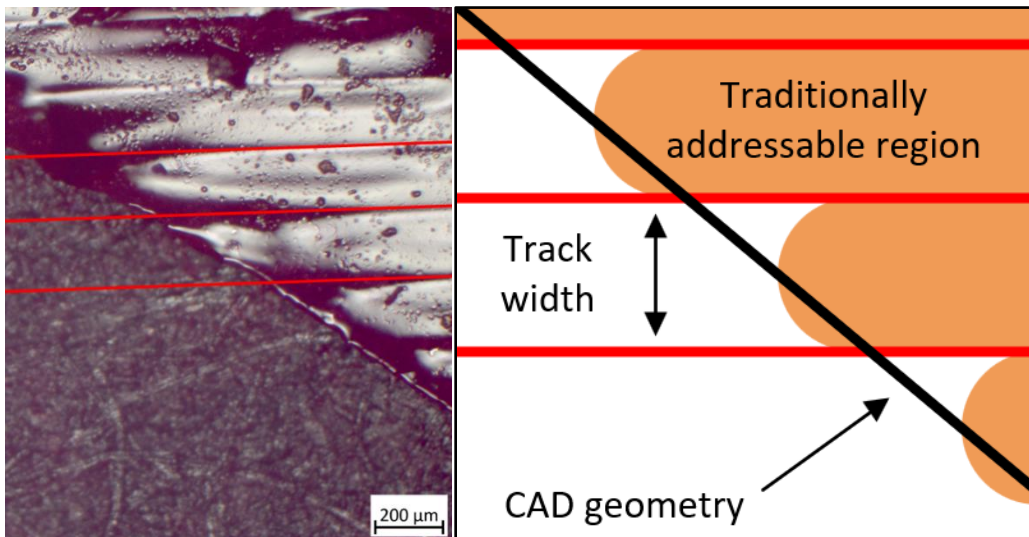 200 µm
Traditionally
addressable region
Track
width
CAD geometry